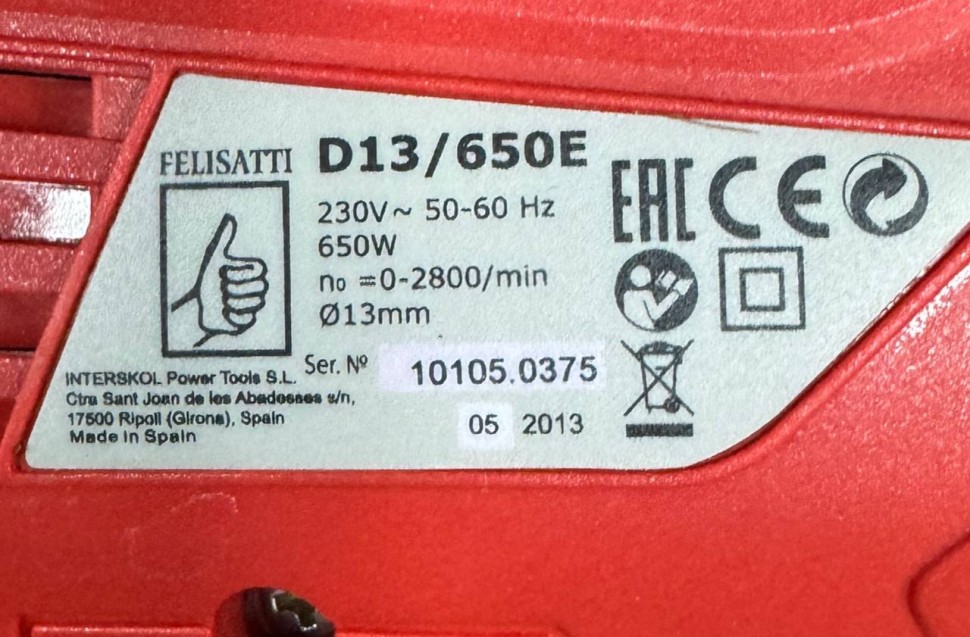 FELISATTI
D13/650E
230V~ 50-60 Hz
650W
n₀ =0-2800/min
Ø13mm
EAC CE
Ser. Nº 10105.0375
INTERSKOL Power Tools S.L.
Ctra Sant Joan de les Abadesses s/n,
17500 Ripoll (Girona), Spain
Made in Spain
05 2013